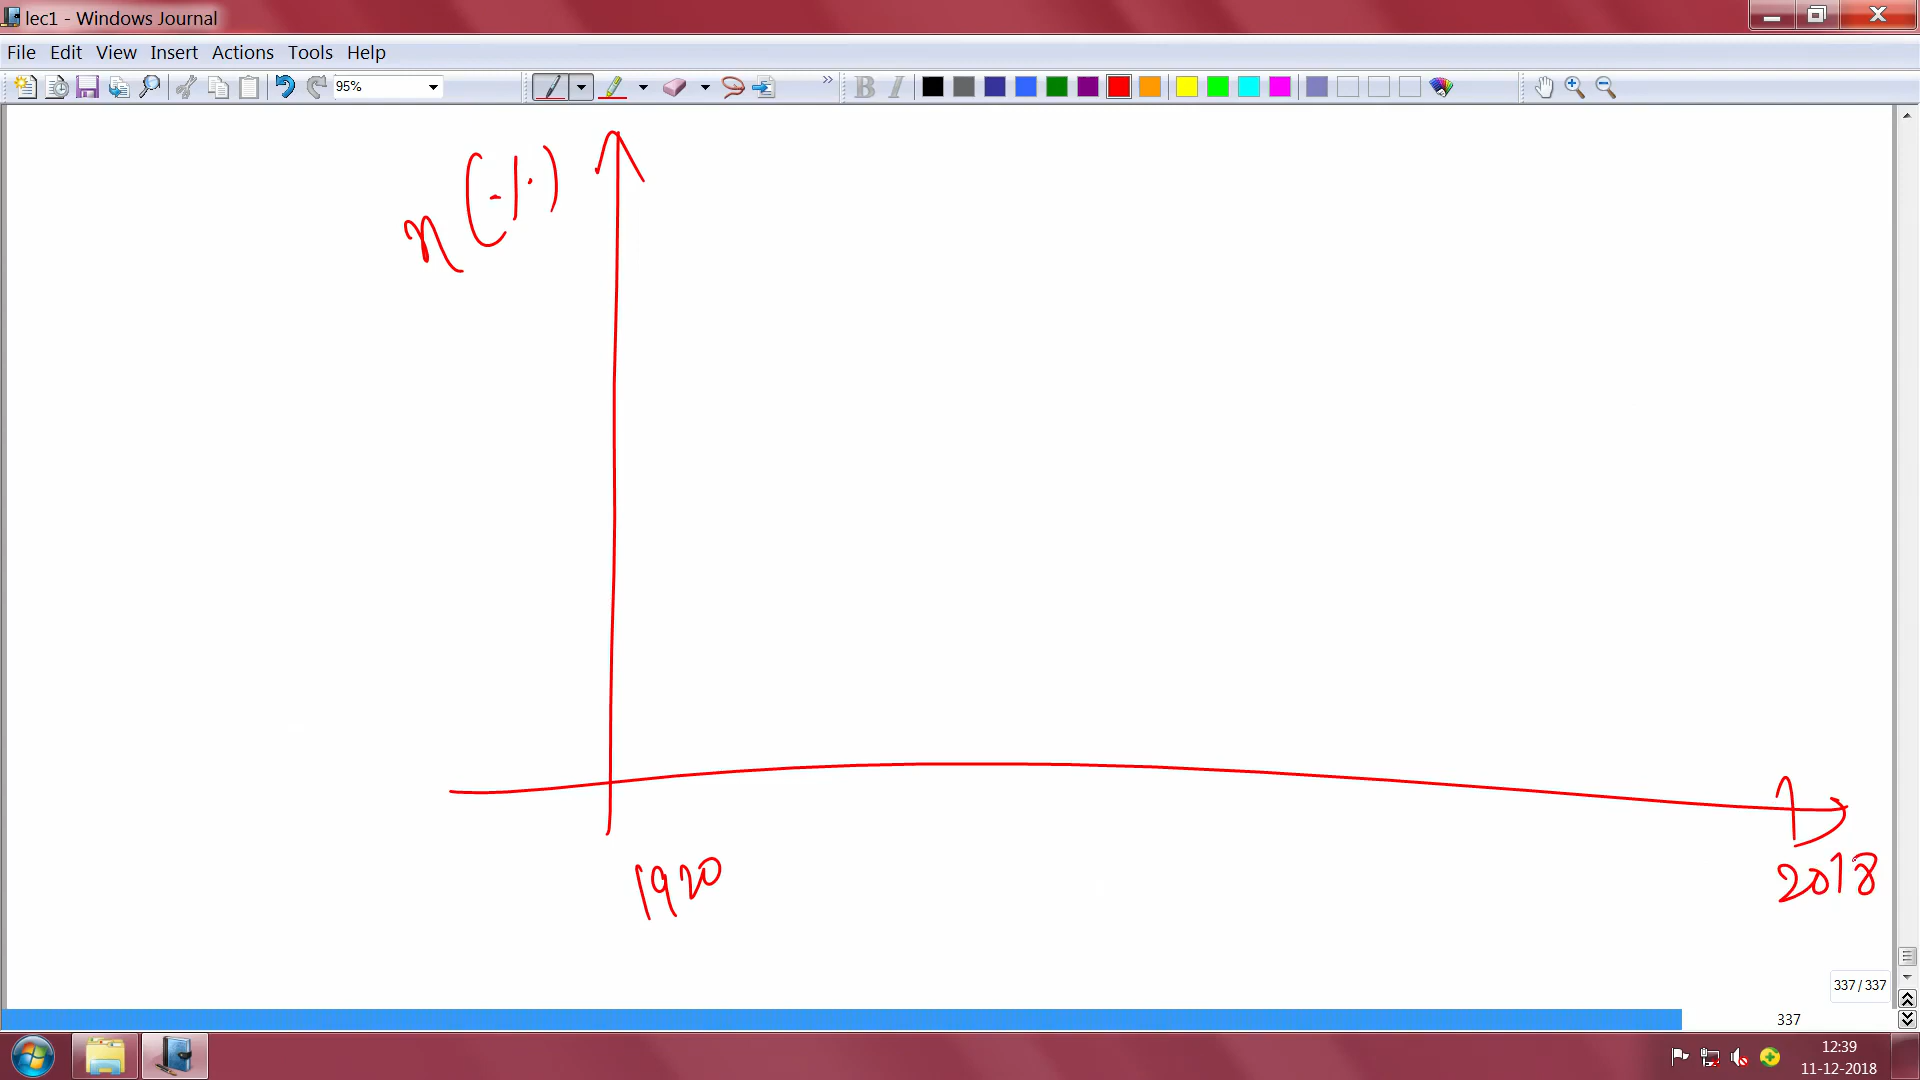 lec1 - Windows Journal
File Edit View Insert Actions Tools Help
95%
B I
η (%)
1920
2018
337 / 337
337
12:39
11-12-2018